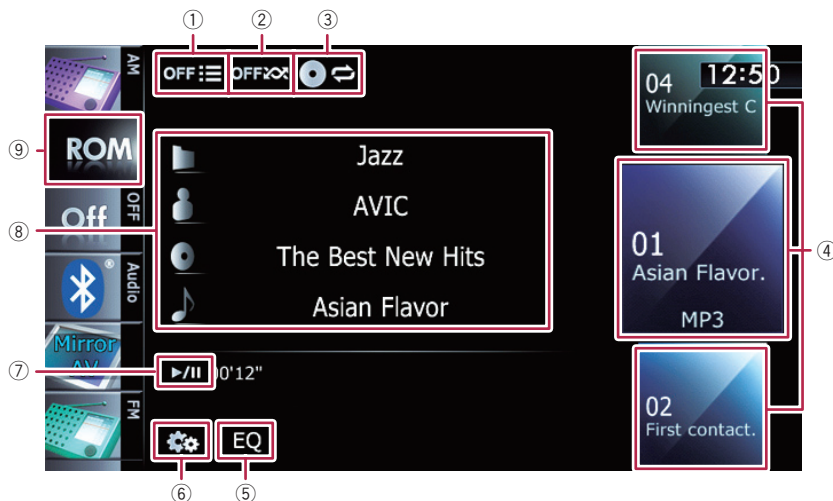 ① ② ③
AM
OFF OFF
04 12:50
Winningest C
⑨ ROM
Jazz
⑧ Off OFF
AVIC
01 ④
Asian Flavor.
MP3
The Best New Hits
Audio
Asian Flavor
Mirror
AV
⑦ ►/II 00'12"
02
First contact.
FM
EQ
⑥ ⑤